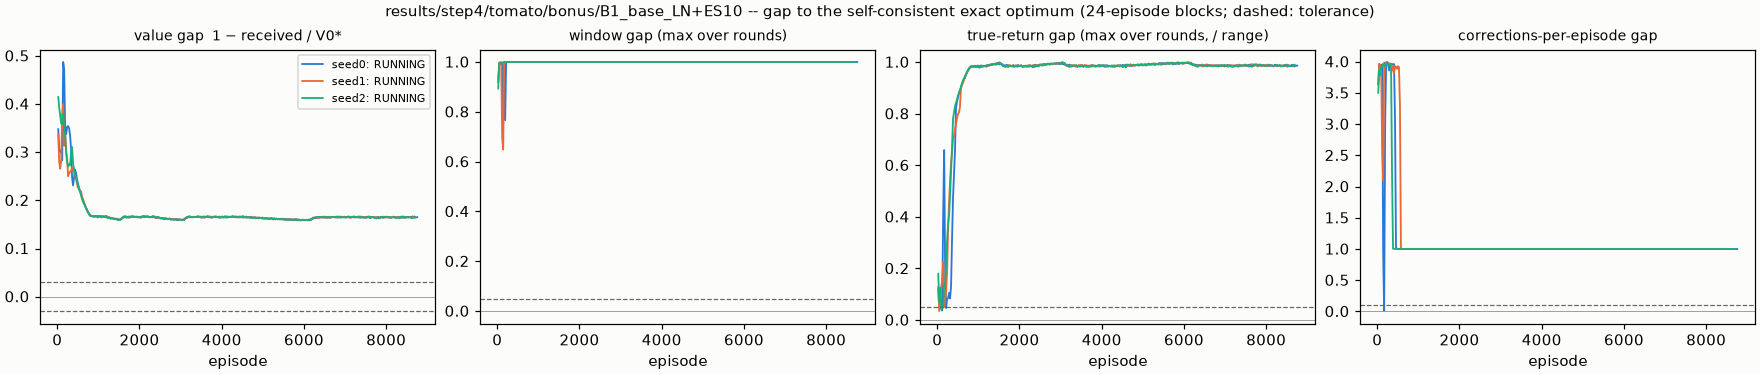 results/step4/tomato/bonus/B1_base_LN+ES10 -- gap to the self-consistent exact optimum (24-episode blocks; dashed: tolerance)
value gap 1 − received / V0*
0.5
0.4
0.3
0.2
0.1
0.0
seed0: RUNNING
seed1: RUNNING
seed2: RUNNING
0 2000 4000 6000 8000
episode
window gap (max over rounds)
1.0
0.8
0.6
0.4
0.2
0.0
0 2000 4000 6000 8000
episode
true-return gap (max over rounds, / range)
1.0
0.8
0.6
0.4
0.2
0.0
0 2000 4000 6000 8000
episode
corrections-per-episode gap
4.0
3.5
3.0
2.5
2.0
1.5
1.0
0.5
0.0
0 2000 4000 6000 8000
episode